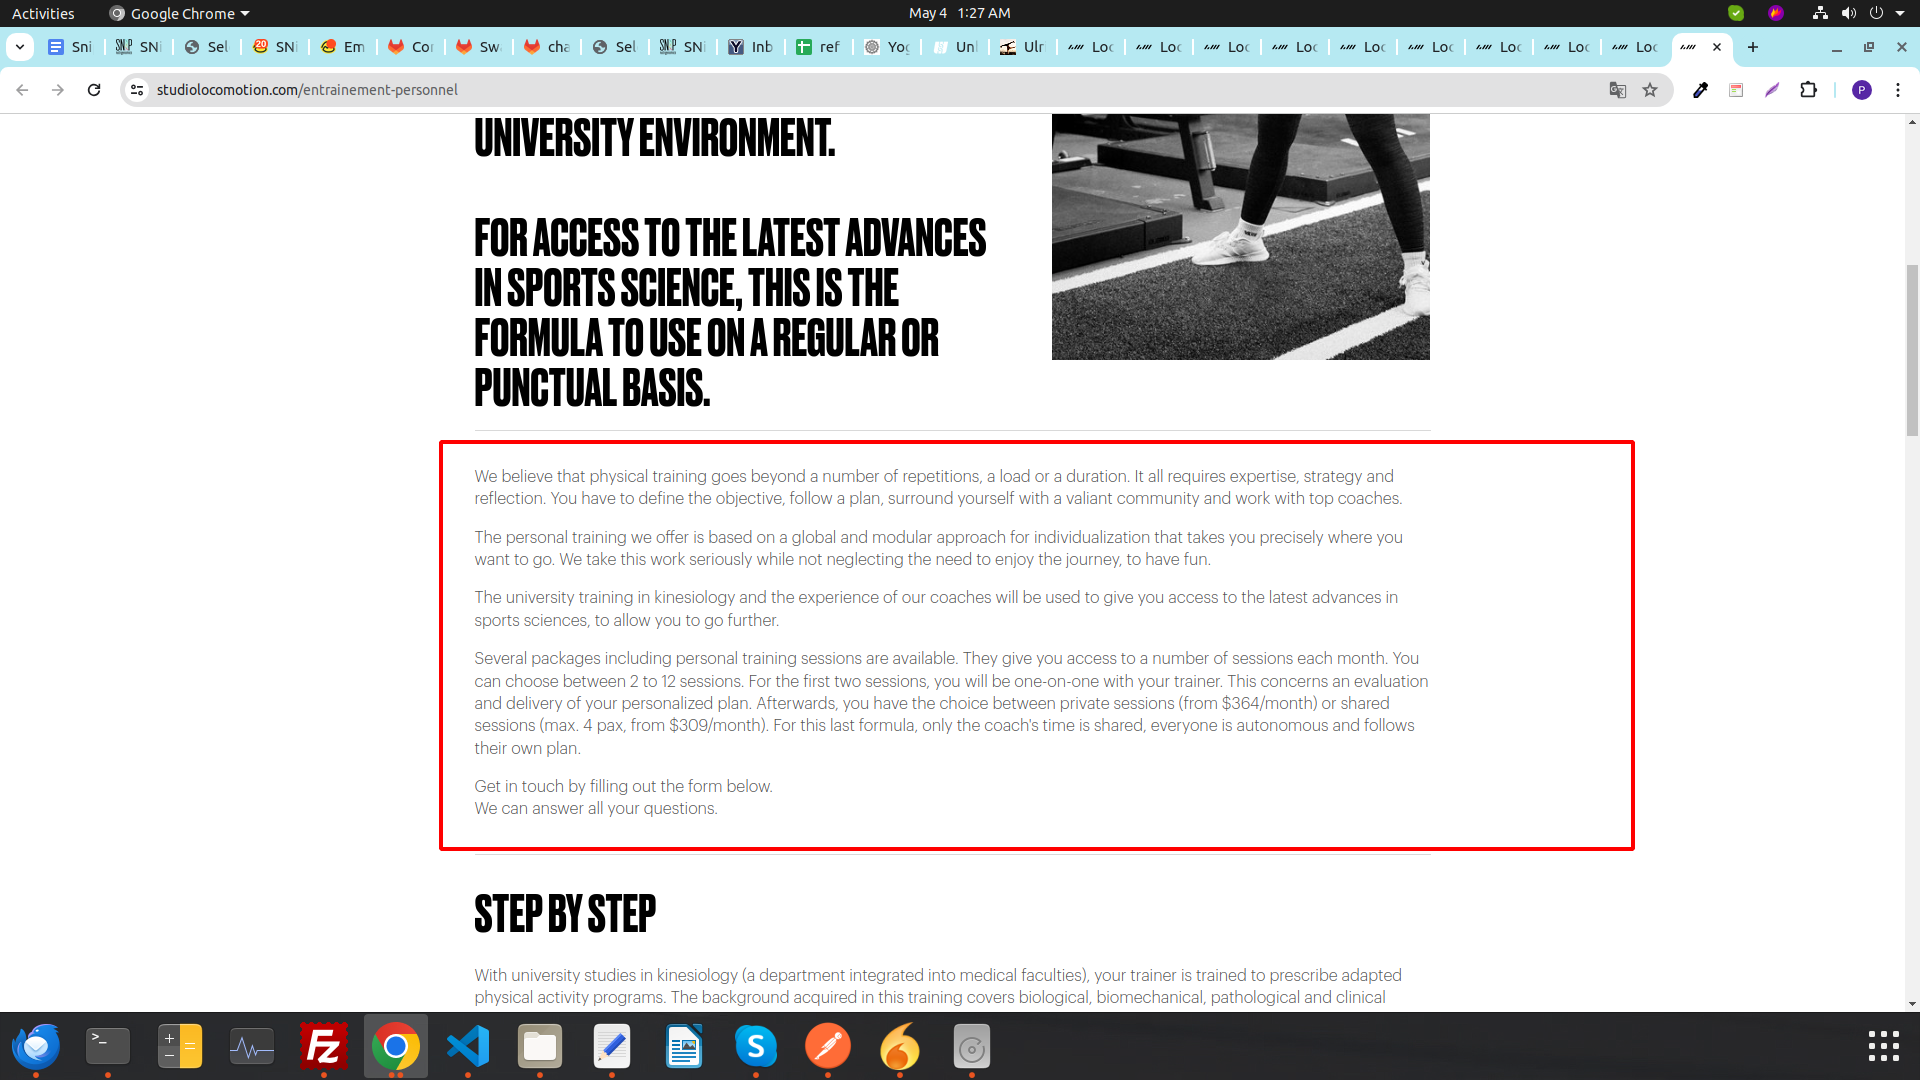 Activities
Google Chrome
May 4 1:27 AM
Sni
SNi
Sel
SNi
Em
Cor
Swa
cha
Sel
SNi
Inb
ref
Yog
Unl
Ulr
Loc
Loc
Loc
Loc
Loc
Loc
Loc
Loc
Loc
studiolocomotion.com/entrainement-personnel
P
UNIVERSITY ENVIRONMENT.
FOR ACCESS TO THE LATEST ADVANCES
IN SPORTS SCIENCE, THIS IS THE
FORMULA TO USE ON A REGULAR OR
PUNCTUAL BASIS.
We believe that physical training goes beyond a number of repetitions, a load or a duration. It all requires expertise, strategy and
reflection. You have to define the objective, follow a plan, surround yourself with a valiant community and work with top coaches.
The personal training we offer is based on a global and modular approach for individualization that takes you precisely where you
want to go. We take this work seriously while not neglecting the need to enjoy the journey, to have fun.
The university training in kinesiology and the experience of our coaches will be used to give you access to the latest advances in
sports sciences, to allow you to go further.
Several packages including personal training sessions are available. They give you access to a number of sessions each month. You
can choose between 2 to 12 sessions. For the first two sessions, you will be one-on-one with your trainer. This concerns an evaluation
and delivery of your personalized plan. Afterwards, you have the choice between private sessions (from $364/month) or shared
sessions (max. 4 pax, from $309/month). For this last formula, only the coach's time is shared, everyone is autonomous and follows
their own plan.
Get in touch by filling out the form below.
We can answer all your questions.
STEP BY STEP
With university studies in kinesiology (a department integrated into medical faculties), your trainer is trained to prescribe adapted
physical activity programs. The background acquired in this training covers biological, biomechanical, pathological and clinical